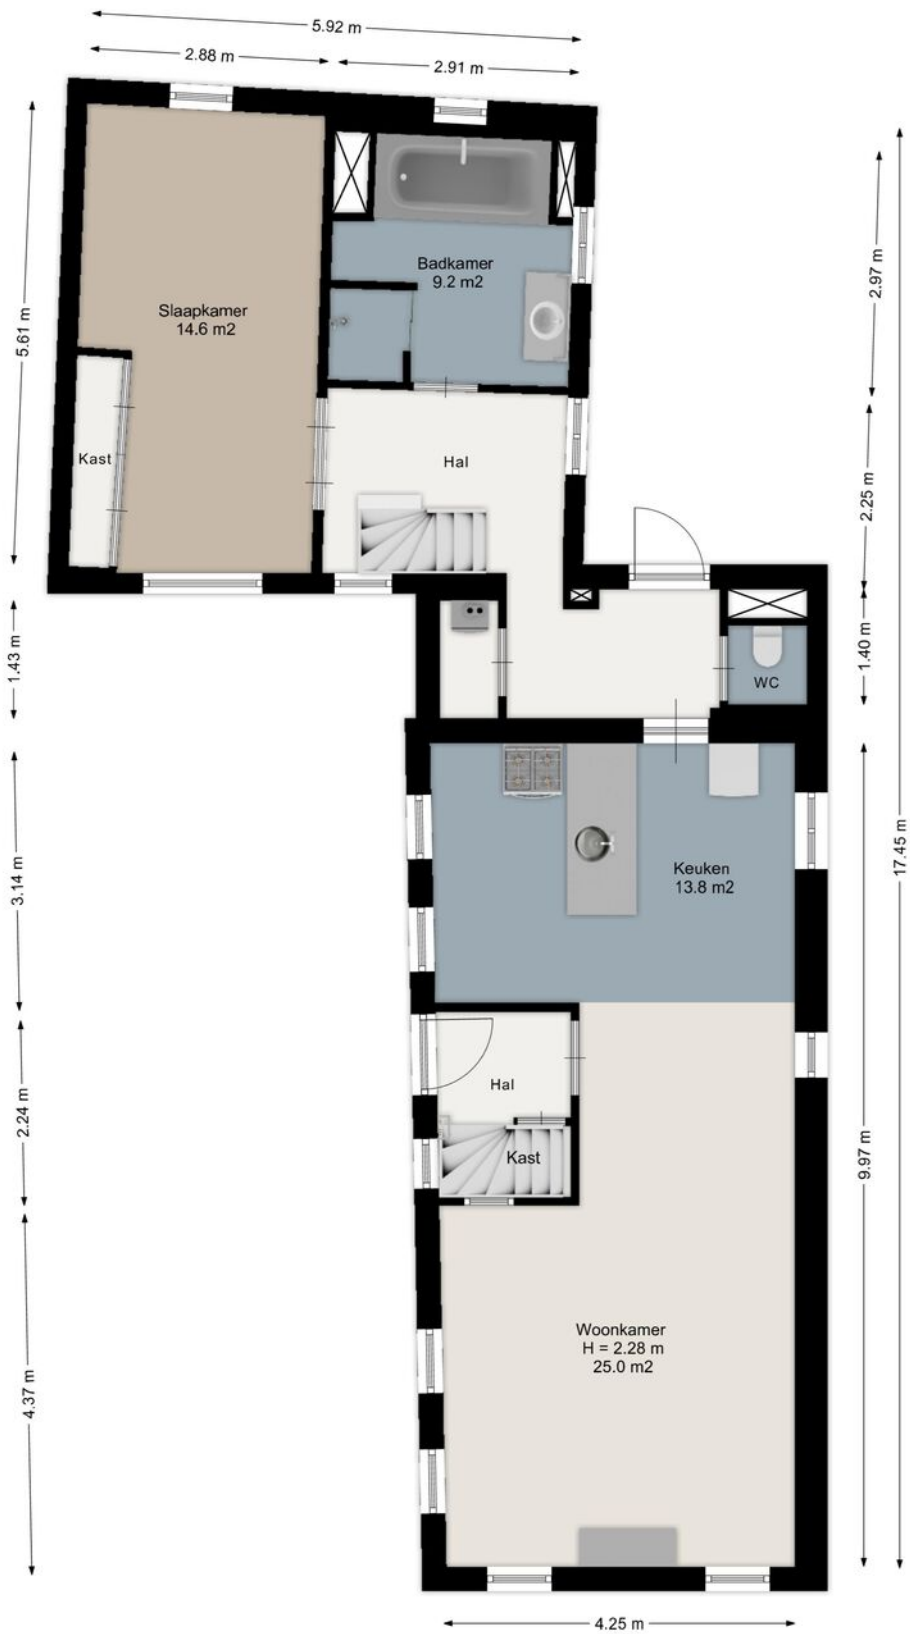 5.92 m
2.88 m
2.91 m
5.61 m
2.97 m
Badkamer
9.2 m2
Slaapkamer
14.6 m2
Kast
Hal
2.25 m
1.43 m
1.40 m
WC
3.14 m
Keuken
13.8 m2
17.45 m
2.24 m
Hal
Kast
9.97 m
Woonkamer
H = 2.28 m
25.0 m2
4.37 m
4.25 m